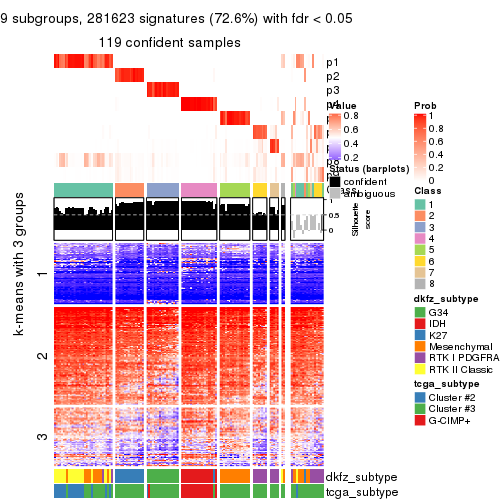 9 subgroups, 281623 signatures (72.6%) with fdr < 0.05
119 confident samples
p1
p2
p3
p4
Class
1
0.5
0
Silhouette
score
k-means with 3 groups
1
2
3
dkfz_subtype
tcga_subtype
Value
0.8
0.6
0.4
0.2
Status (barplots)
confident
ambiguous
Prob
1
0.8
0.6
0.4
0.2
0
Class
1
2
3
4
5
6
7
8
dkfz_subtype
G34
IDH
K27
Mesenchymal
RTK I PDGFRA
RTK II Classic
tcga_subtype
Cluster #2
Cluster #3
G-CIMP+